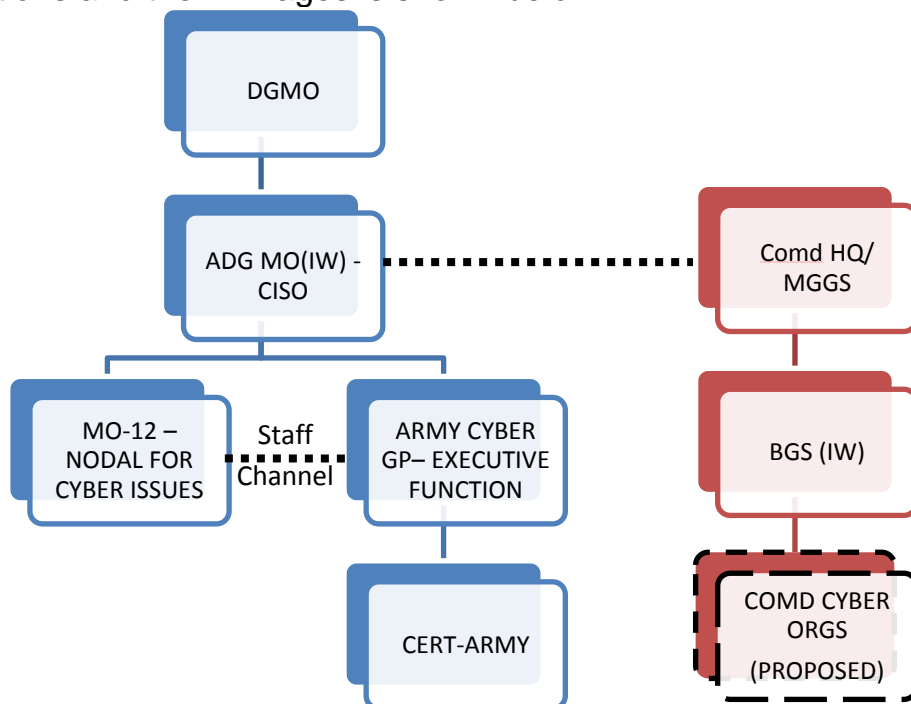 DGMO
ADG MO(IW) -
CISO
Comd HQ/
MGGS
MO-12 –
NODAL FOR
CYBER ISSUES
Staff
Channel
ARMY CYBER
GP– EXECUTIVE
FUNCTION
BGS (IW)
CERT-ARMY
COMD CYBER
ORGS
(PROPOSED)